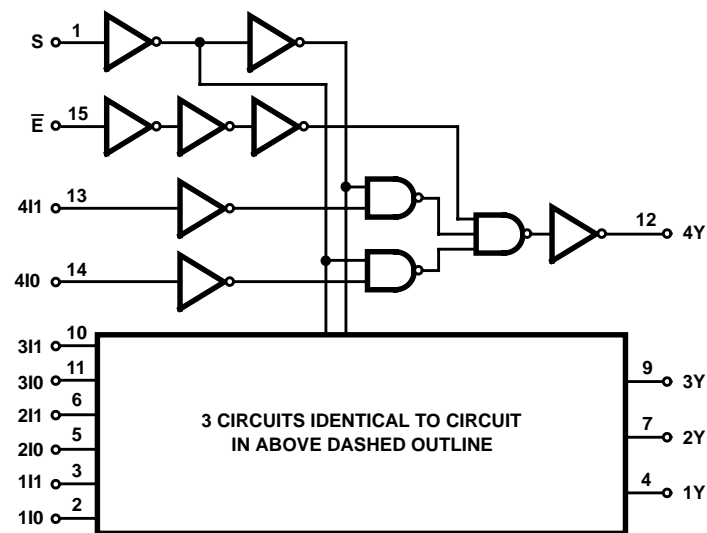 S 1
E̅ 15
4I1 13
4I0 14
12 4Y
3I1 10
3I0 11
2I1 6
2I0 5
1I1 3
1I0 2
3 CIRCUITS IDENTICAL TO CIRCUIT
IN ABOVE DASHED OUTLINE
9 3Y
7 2Y
4 1Y